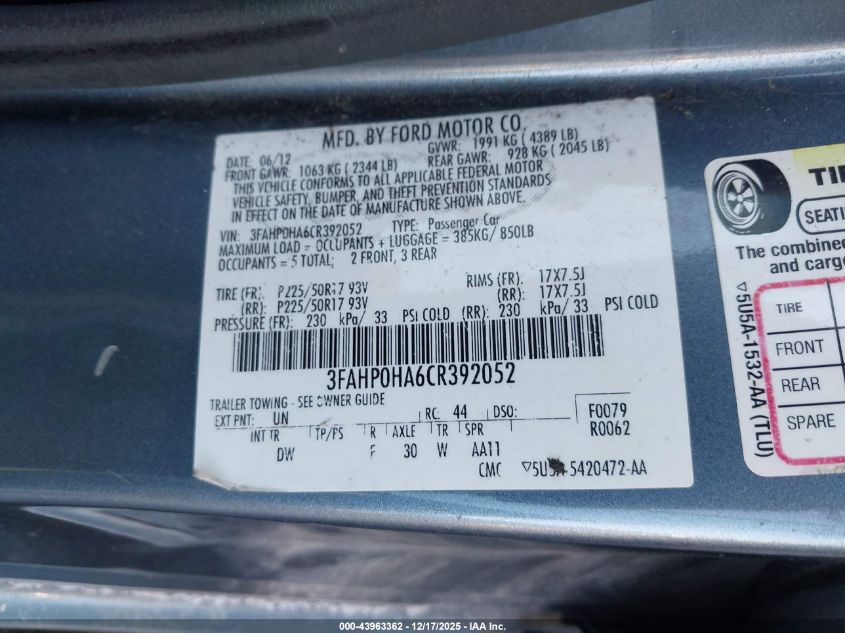 MFD. BY FORD MOTOR CO.
DATE: 06/12 GVWR: 1991 KG ( 4389 LB)
FRONT GAWR: 1063 KG ( 2344 LB) REAR GAWR: 928 KG ( 2045 LB)
THIS VEHICLE CONFORMS TO ALL APPLICABLE FEDERAL MOTOR
VEHICLE SAFETY, BUMPER, AND THEFT PREVENTION STANDARDS
IN EFFECT ON THE DATE OF MANUFACTURE SHOWN ABOVE.
VIN: 3FAHP0HA6CR392052 TYPE: Passenger Car
MAXIMUM LOAD = OCCUPANTS + LUGGAGE = 385KG/ 850LB
OCCUPANTS = 5 TOTAL; 2 FRONT, 3 REAR
TIRE (FR): P225/50R17 93V RIMS (FR): 17X7.5J
(RR): P225/50R17 93V (RR): 17X7.5J
PRESSURE (FR): 230 kPa/ 33 PSI COLD (RR): 230 kPa/ 33 PSI COLD
3FAHP0HA6CR392052
TRAILER TOWING - SEE OWNER GUIDE
EXT PNT: UN RC: 44 DSO: F0079
R0062
INT TR TP/PS R AXLE TR SPR
DW F 30 W AA11
CMC ▽5U5A-5420472-AA
TI
SEATI
The combined
and cargo
TIRE
FRONT
REAR
SPARE
▽5U5A-1532-AA (TLU)
000-43963362 12/17/2025 - IAA Inc.